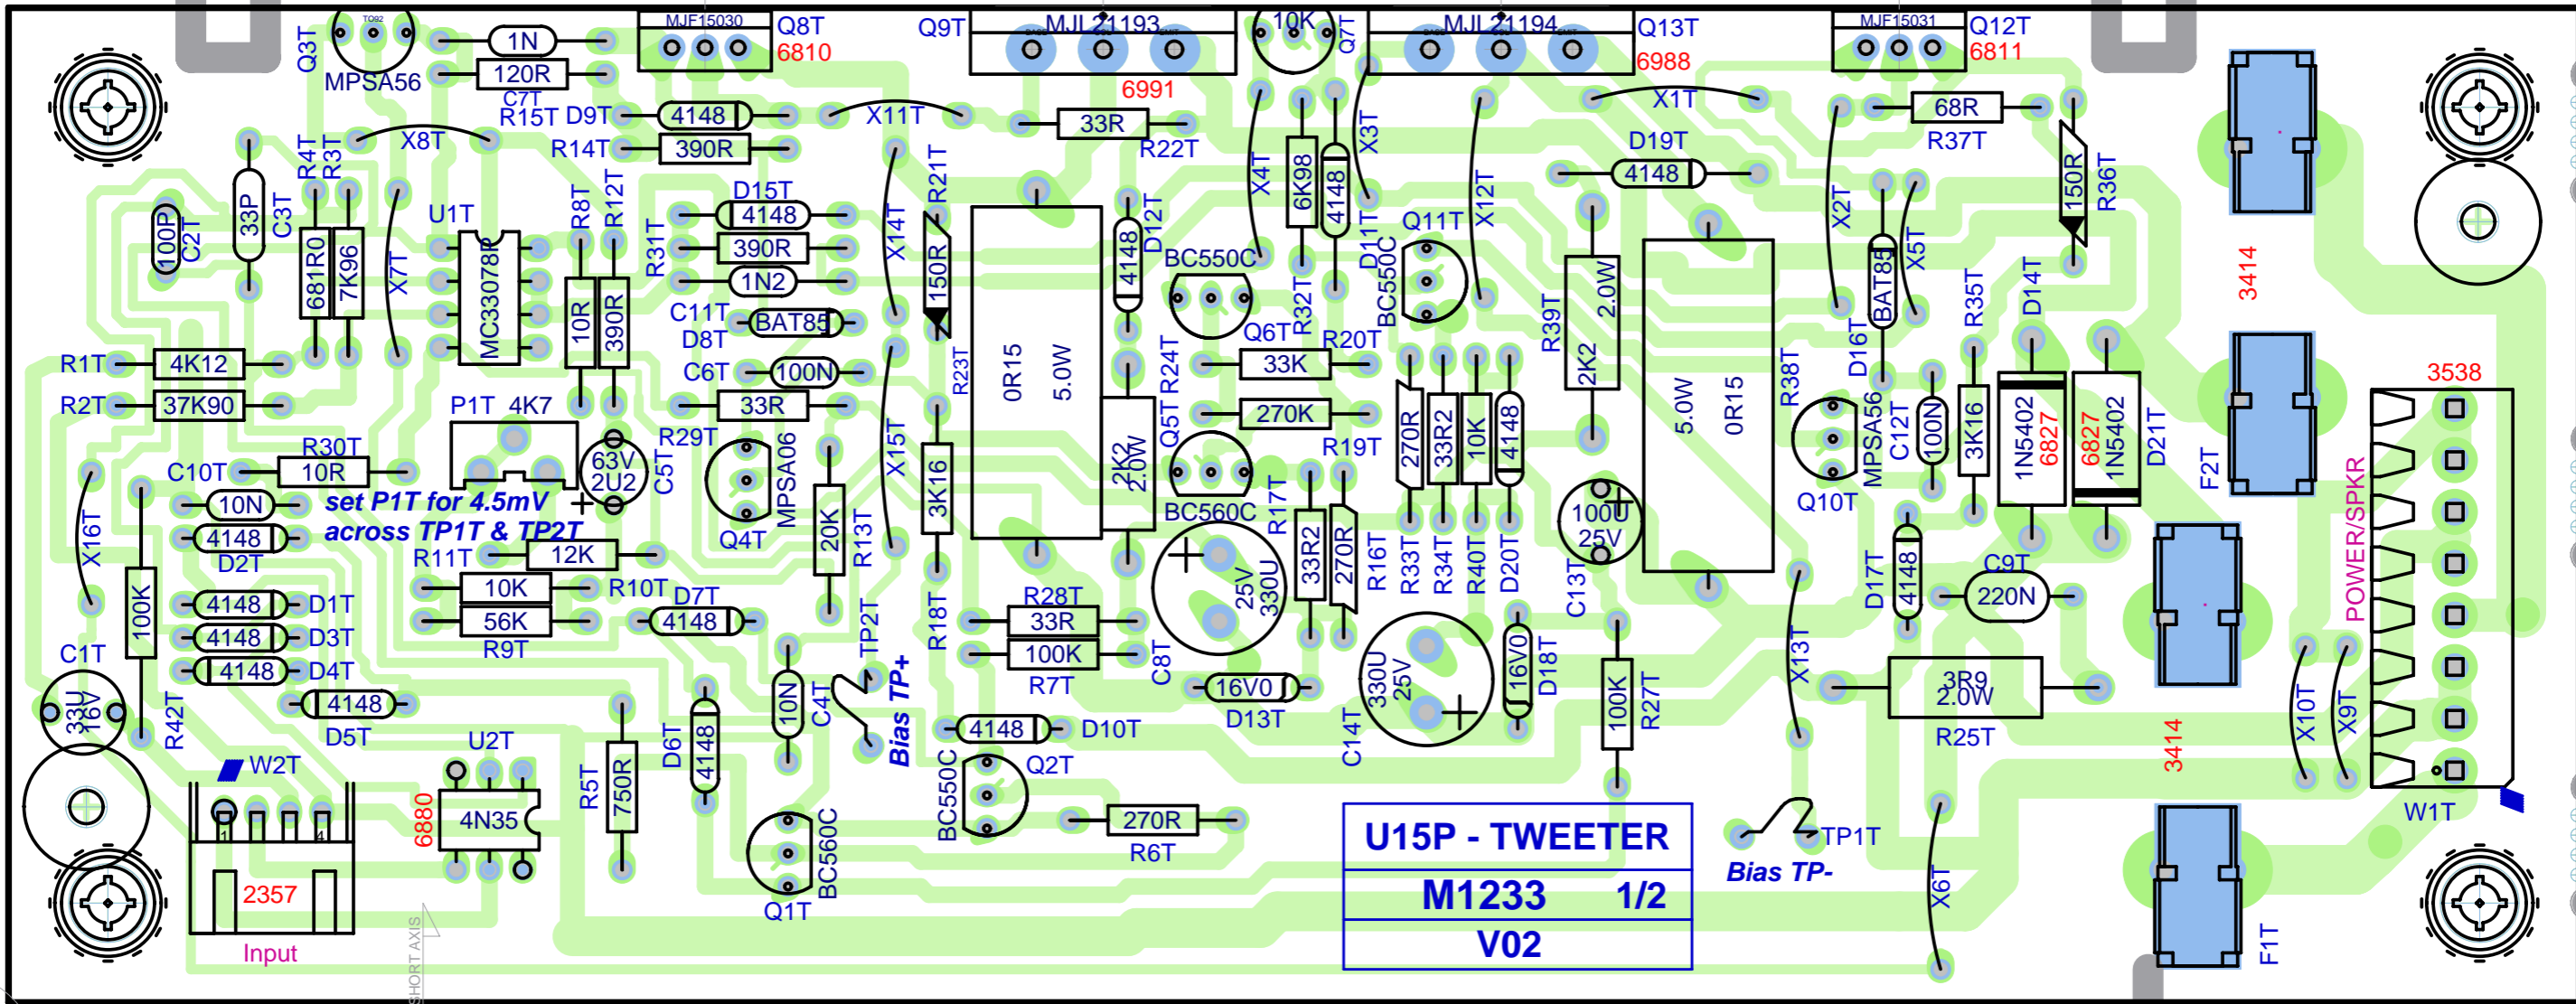 Q3T
TO92
MPSA56
1N
120R
C7T
R15T
MJF15030
Q8T
6810
Q9T
MJL21193
BASE
COL
EMIT
6991
10K
Q7T
MJL21194
BASE
COL
EMIT
Q13T
6988
MJF15031
Q12T
6811
D9T
4148
X11T
33R
R22T
X1T
68R
R37T
R14T
390R
X8T
R4T
R3T
C3T
33P
100P
C2T
681R0
7K96
X7T
U1T
MC33078P
R8T
R12T
10R
390R
R31T
D15T
4148
390R
1N2
C11T
D8T
BAT85
X14T
R21T
150R
D12T
4148
0R15
5.0W
R23T
BC550C
Q6T
X4T
6K98
R32T
4148
D11T
X3T
Q11T
BC550C
X12T
D19T
4148
R39T
2.0W
2K2
5.0W
0R15
R38T
X2T
D16T
BAT85
X5T
150R
R36T
R35T
D14T
3414
R1T
4K12
R2T
37K90
C6T
100N
33R
R29T
P1T
4K7
R30T
10R
C10T
10N
63V
2U2
C5T
set P1T for 4.5mV
across TP1T & TP2T
MPSA06
Q4T
20K
R13T
X15T
3K16
R18T
2K2
2.0W
Q5T
R24T
33K
R20T
270K
R19T
BC560C
R17T
33R2
270R
R16T
270R
33R2
10K
4148
R33T
R34T
R40T
D20T
100U
25V
C13T
MPSA56
Q10T
C12T
100N
3K16
1N5402
6827
6827
1N5402
D21T
F2T
3538
POWER/SPKR
W1T
X16T
100K
R42T
4148
D2T
R11T
12K
10K
R10T
56K
R9T
4148
D1T
4148
D3T
4148
D4T
4148
D5T
D7T
4148
C1T
33U
16V
TP2T
Bias TP+
C4T
10N
D6T
4148
R28T
33R
100K
R7T
25V
330U
C8T
16V0
D13T
330U
25V
C14T
16V0
D18T
100K
R27T
X13T
D17T
4148
C9T
220N
3R9
2.0W
R25T
3414
X10T
X9T
4148
D10T
W2T
1
4
2357
Input
U2T
6880
4N35
R5T
750R
BC560C
Q1T
BC550C
Q2T
270R
R6T
U15P - TWEETER
M1233 1/2
V02
TP1T
Bias TP-
X6T
F1T
SHORT AXIS